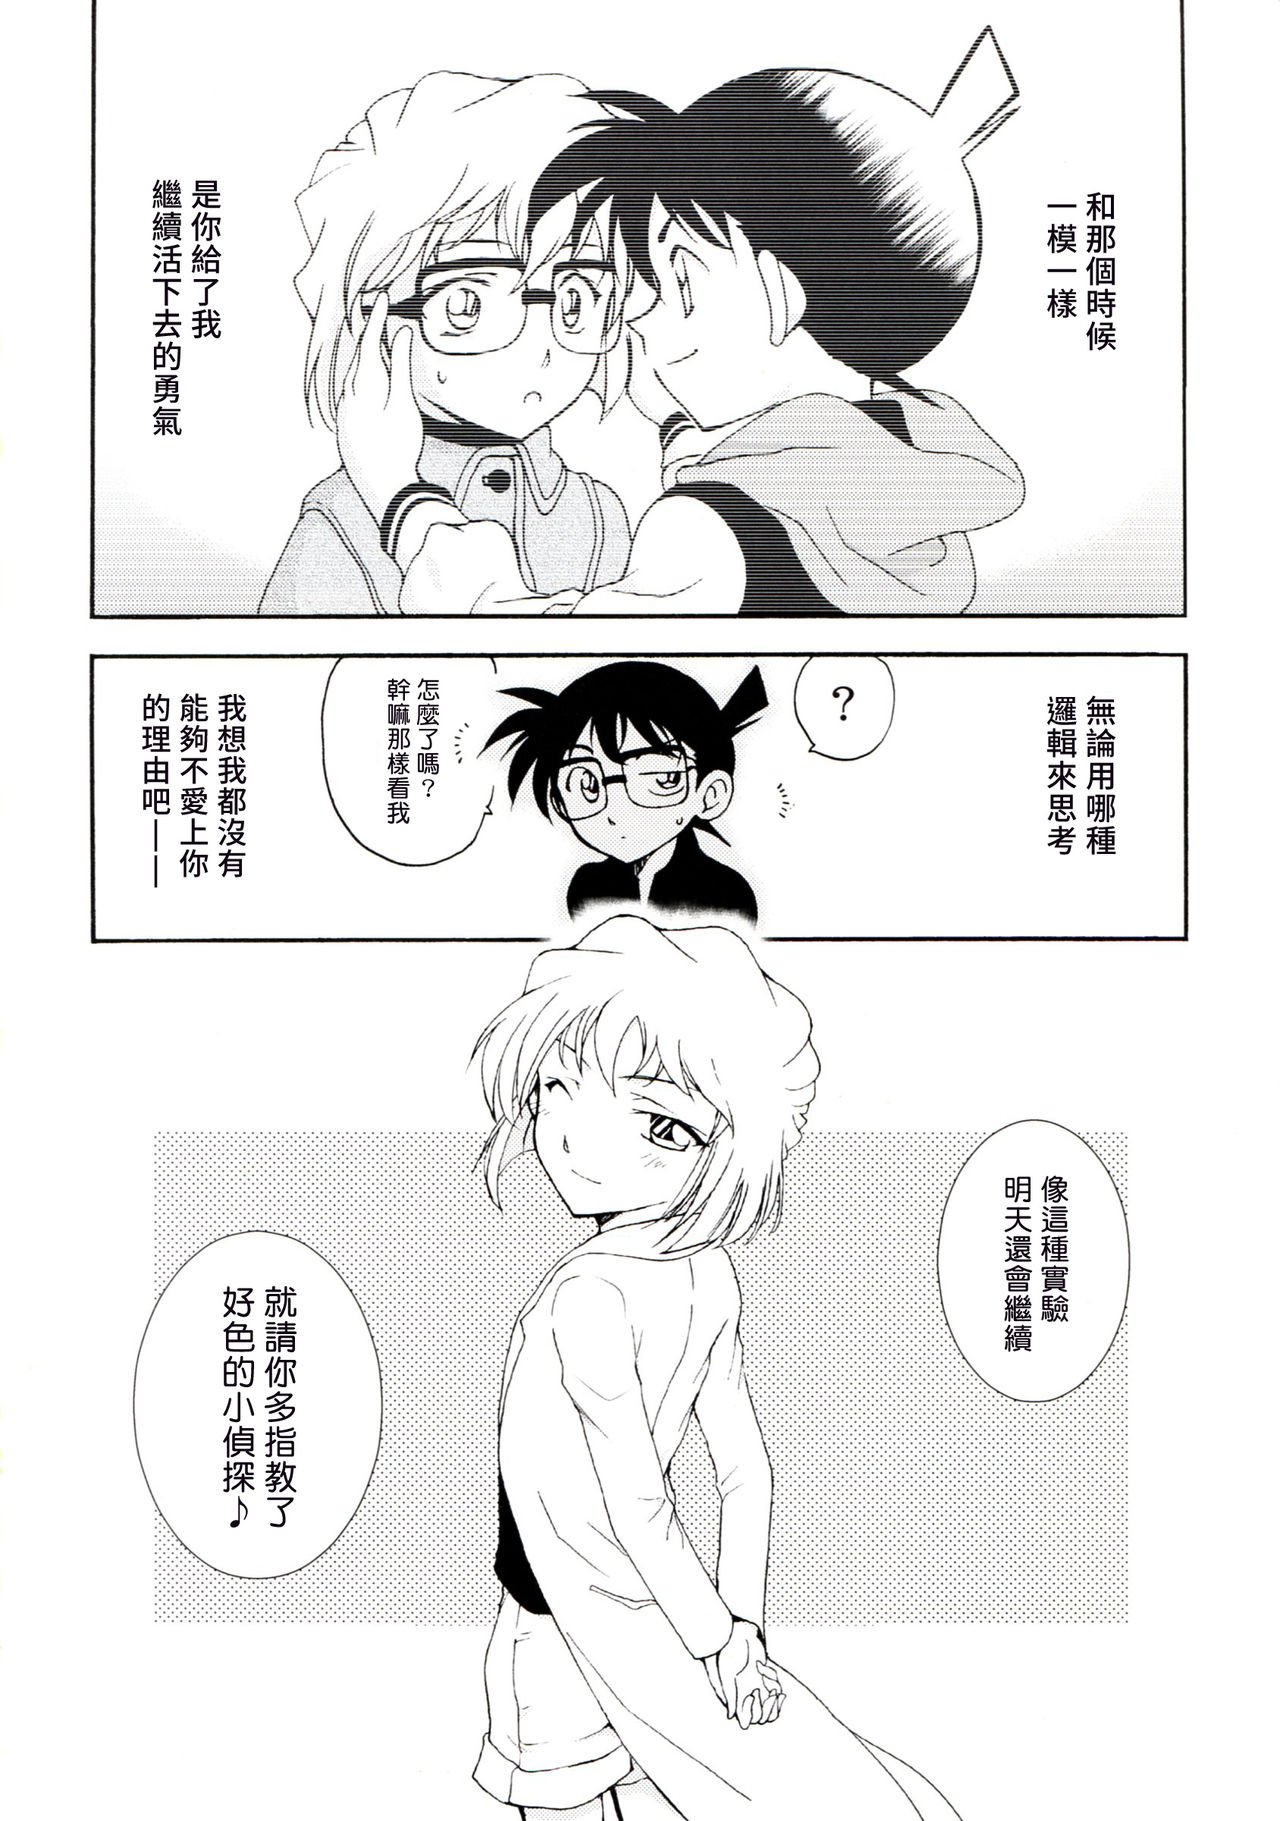 和那個時候
一模一樣
是你給了我
繼續活下去的勇氣
無論用哪種
邏輯來思考
？
怎麼了嗎？
幹嘛那樣看我
我想我都沒有
能夠不愛上你
的理由吧——
像這種實驗
明天還會繼續
就請你多指教了
好色的小偵探♪